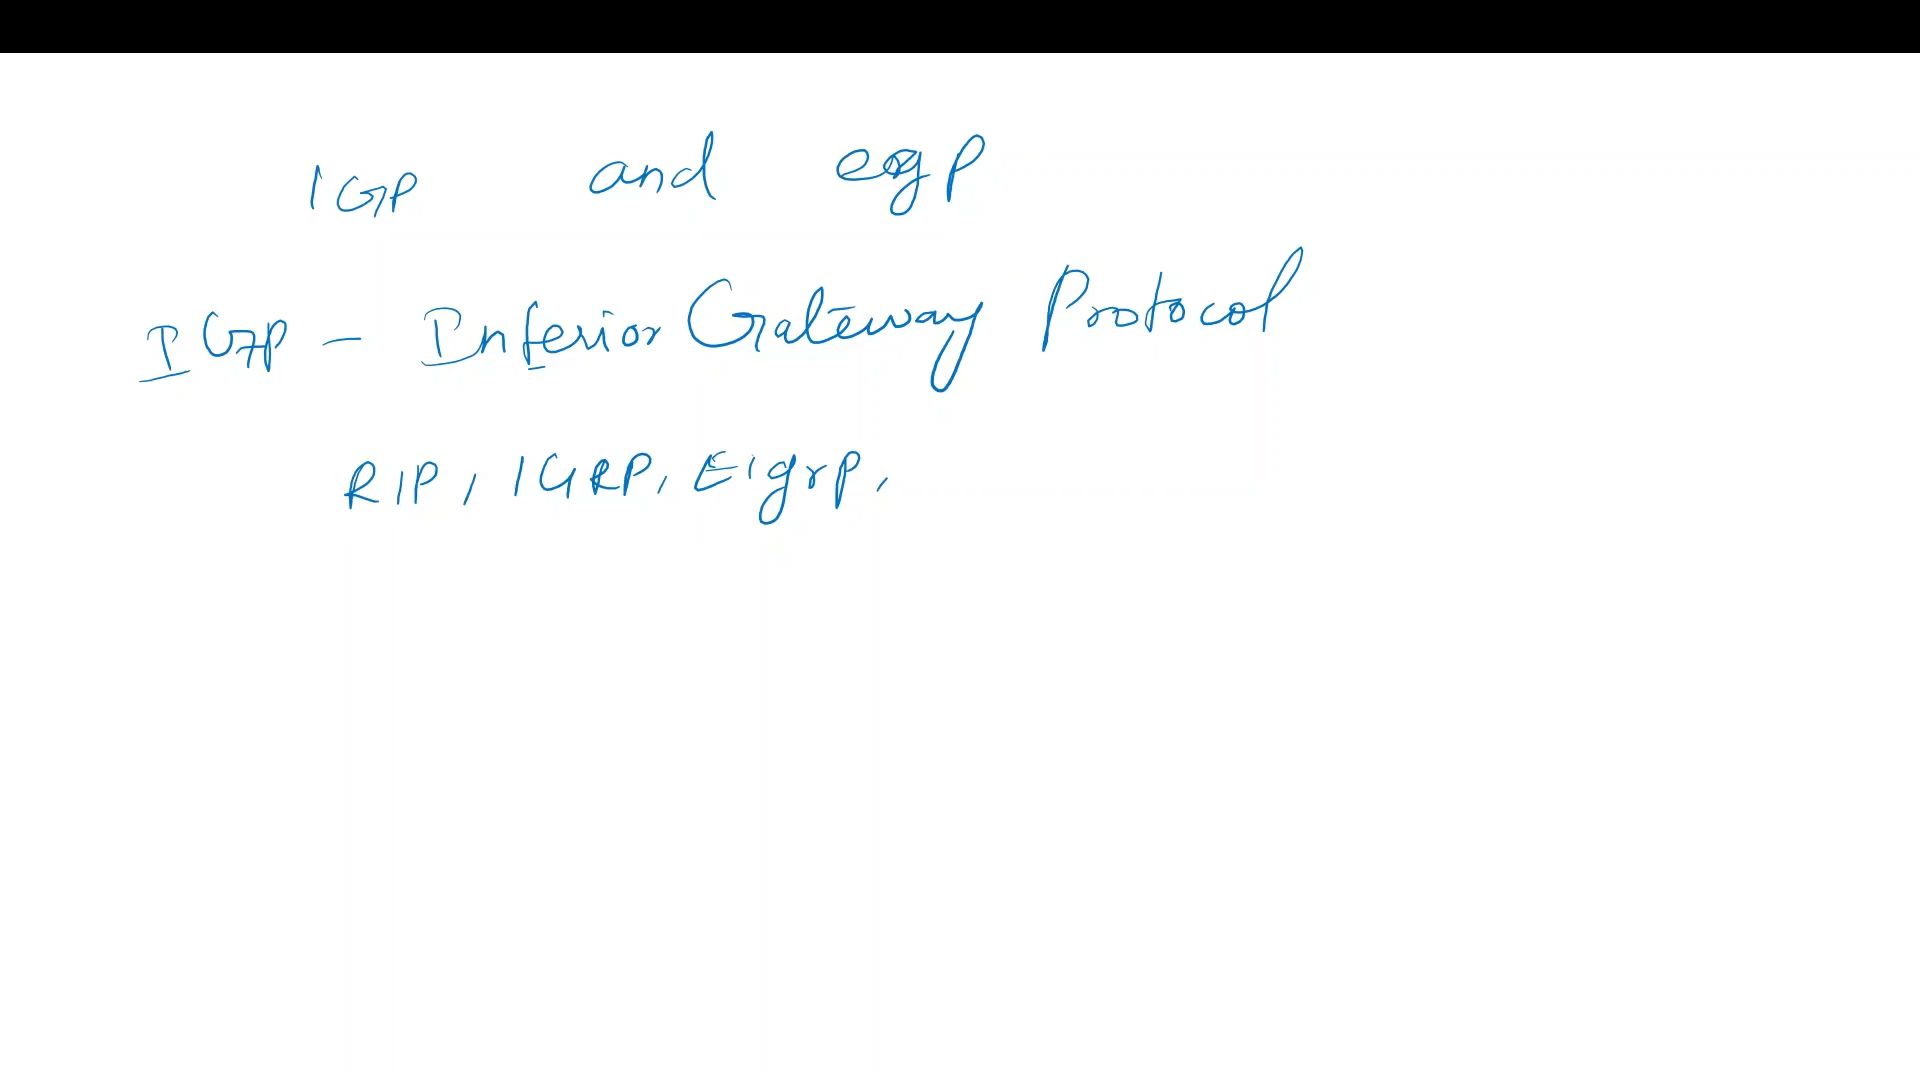 IGP and egp
IGP - Inferior Gateway Protocol
RIP, IGRP, Eigrp,